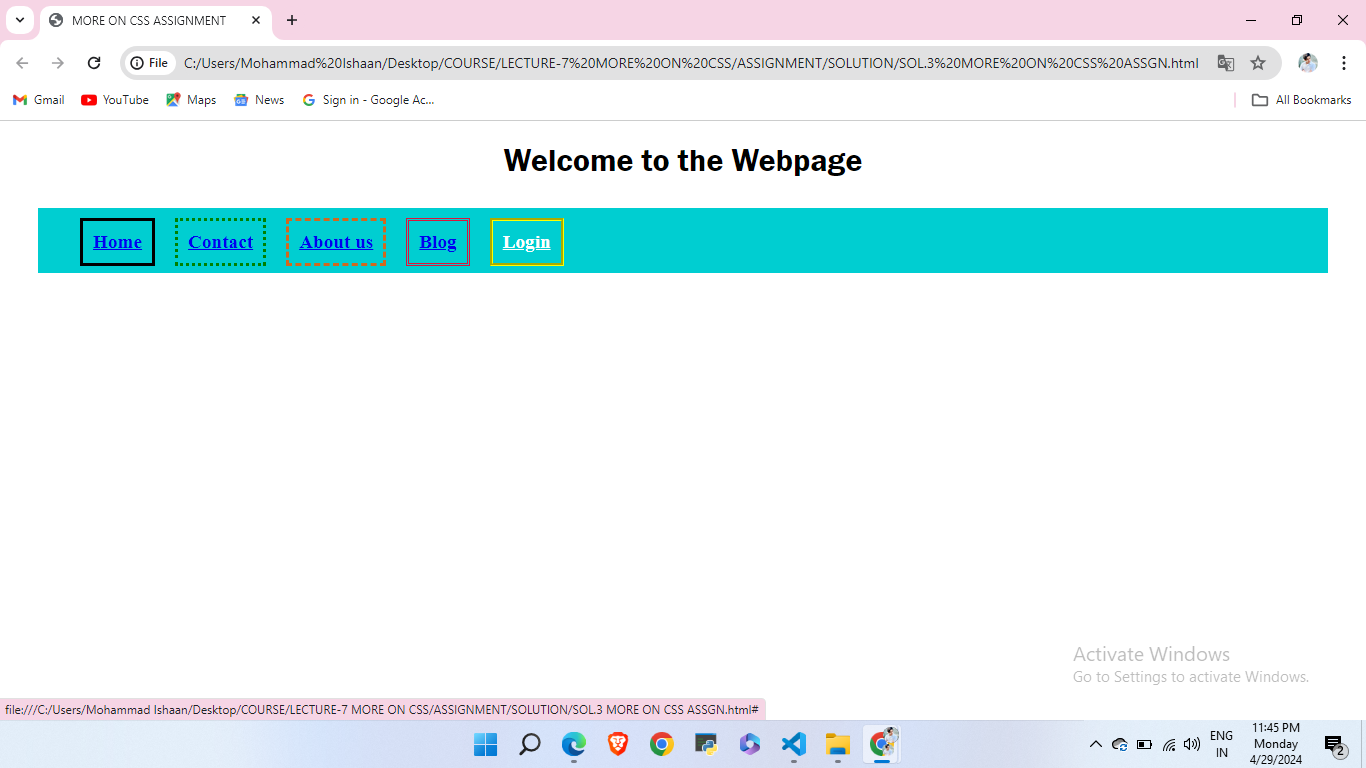 MORE ON CSS ASSIGNMENT
File C:/Users/Mohammad%20Ishaan/Desktop/COURSE/LECTURE-7%20MORE%20ON%20CSS/ASSIGNMENT/SOLUTION/SOL.3%20MORE%20ON%20CSS%20ASSGN.html
Gmail YouTube Maps News Sign in - Google Ac... All Bookmarks
Welcome to the Webpage
Home Contact About us Blog Login
Activate Windows
Go to Settings to activate Windows.
file:///C:/Users/Mohammad Ishaan/Desktop/COURSE/LECTURE-7 MORE ON CSS/ASSIGNMENT/SOLUTION/SOL.3 MORE ON CSS ASSGN.html#
ENG 11:45 PM
IN Monday
4/29/2024 2